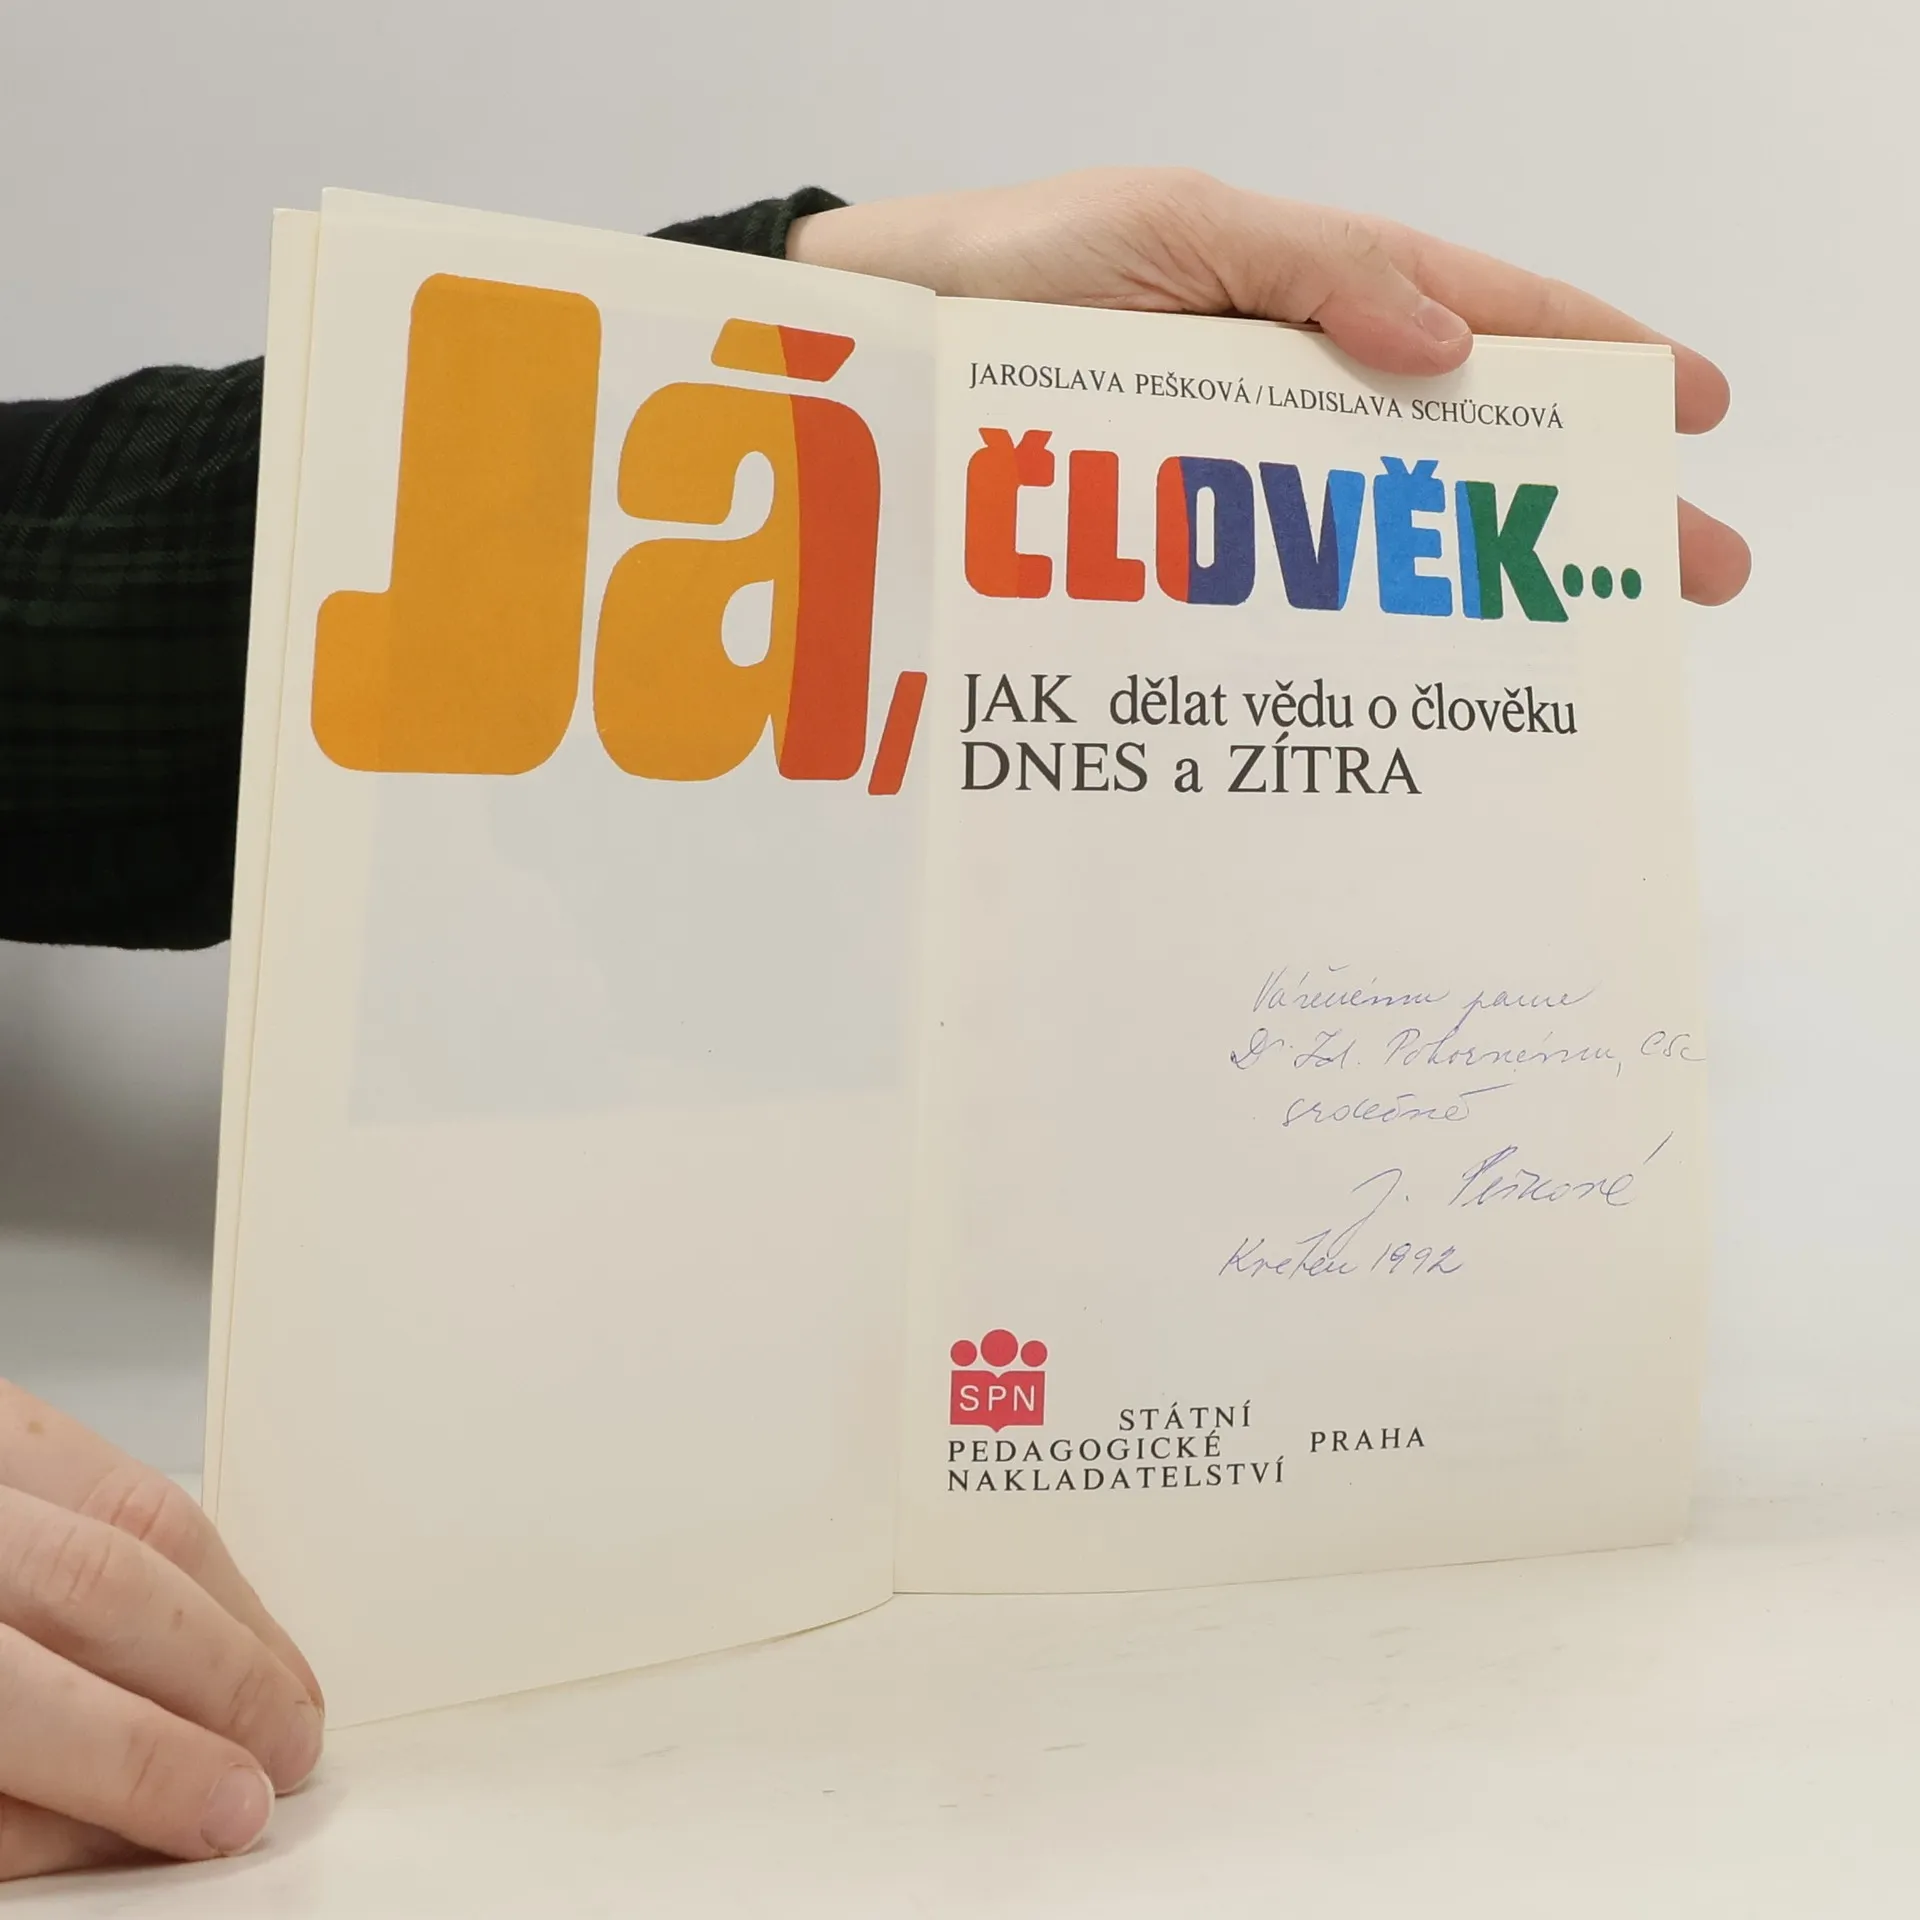 Já,
JAROSLAVA PEŠKOVÁ/LADISLAVA SCHÜCKOVÁ
ČLOVĚK...
JAK dělat vědu o člověku
DNES a ZÍTRA
Váženému panu
Dr. Zd. Pokornému, CSc
srdečně
J. Pešková
Květen 1992
SPN
STÁTNÍ
PEDAGOGICKÉ PRAHA
NAKLADATELSTVÍ